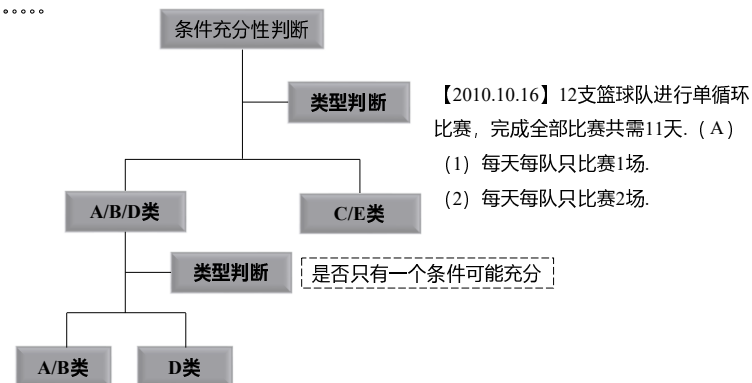 条件充分性判断
类型判断
【2010.10.16】12支篮球队进行单循环
比赛，完成全部比赛共需11天.（A）
（1）每天每队只比赛1场.
（2）每天每队只比赛2场.
A/B/D类
C/E类
类型判断
是否只有一个条件可能充分
A/B类
D类